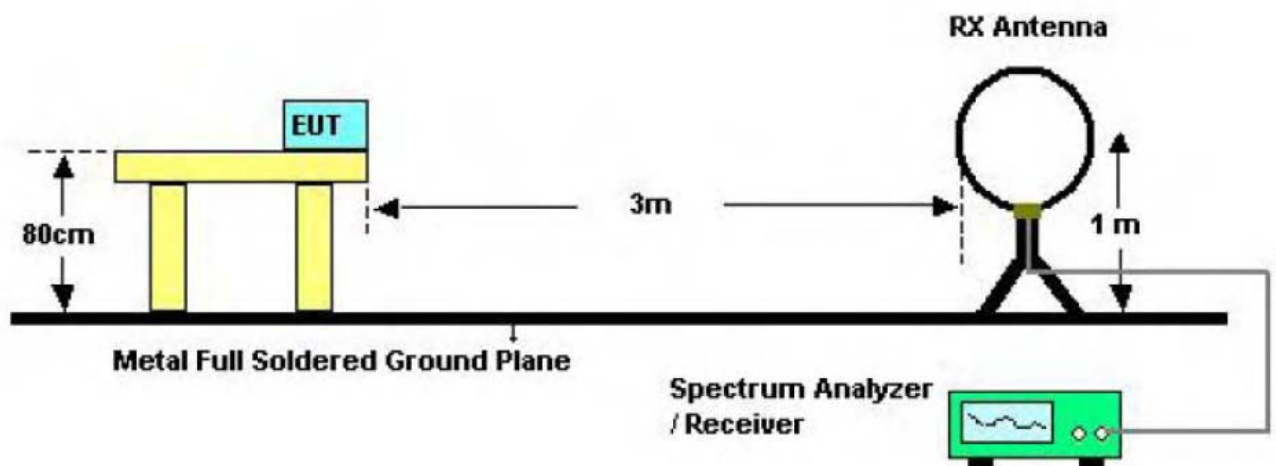 RX Antenna
EUT
3m
80cm
1 m
Metal Full Soldered Ground Plane
Spectrum Analyzer
/ Receiver